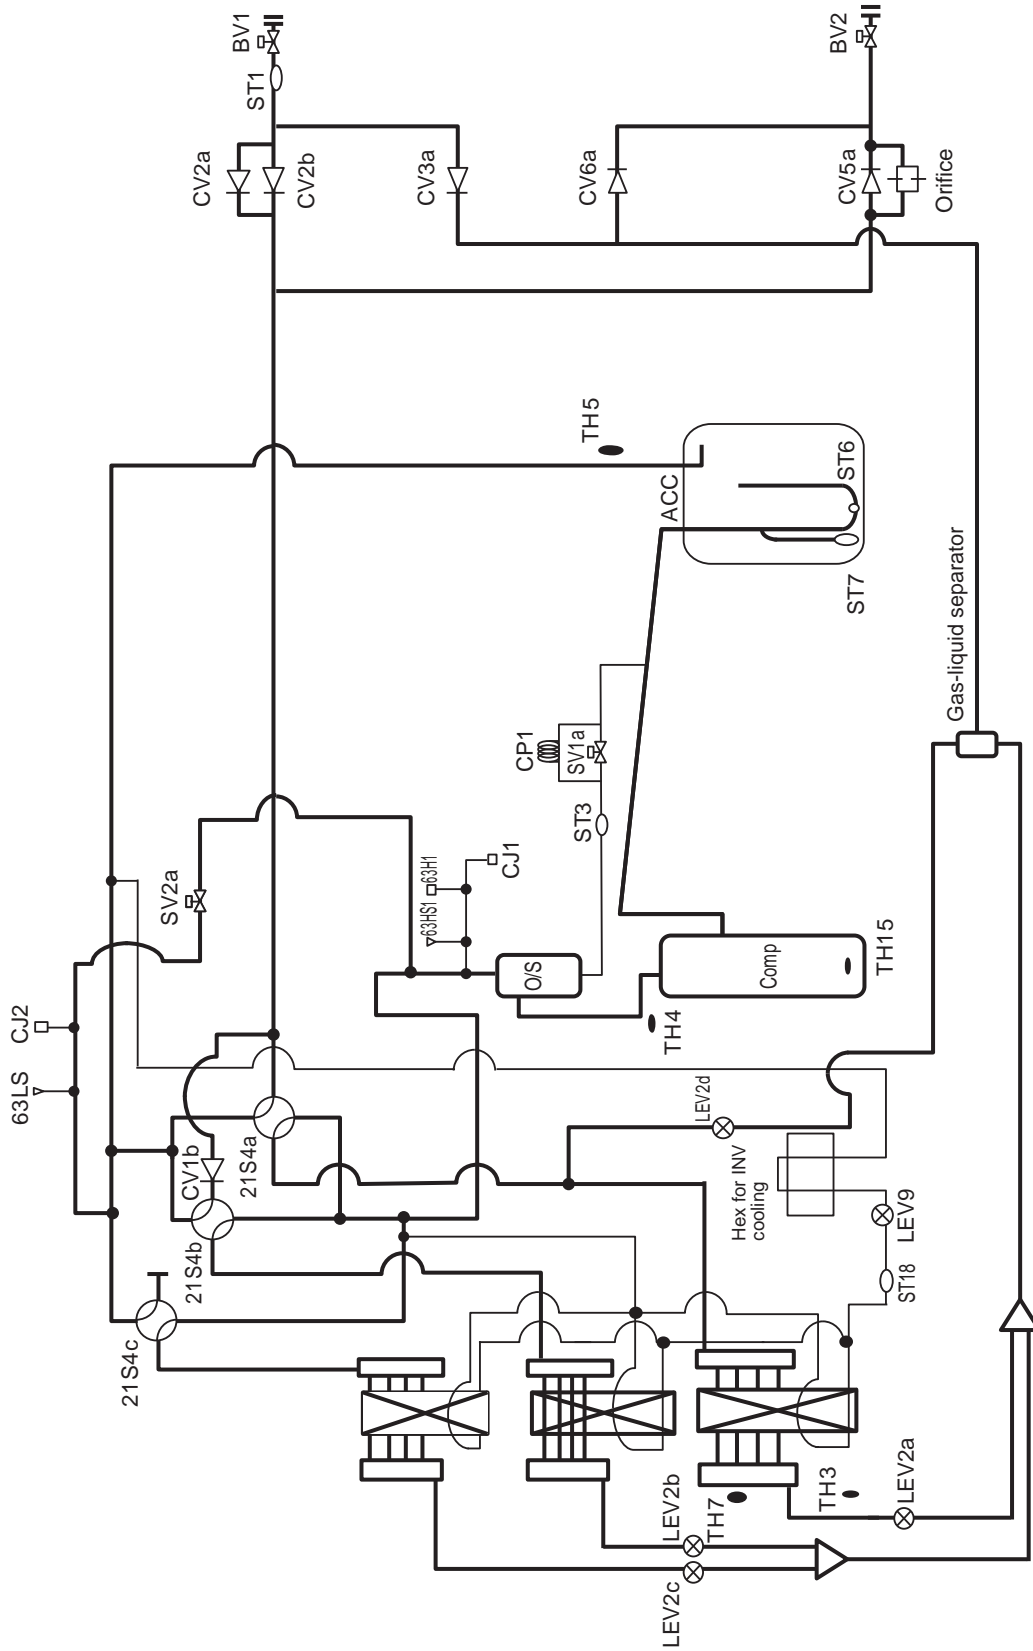 BV1
ST1
CV2a
CV2b
CV3a
CV6a
BV2
CV5a
Orifice
TH5
ACC
ST6
ST7
Gas-liquid separator
CP1
SV1a
ST3
SV2a
63HS1
63H1
CJ1
O/S
Comp
TH15
TH4
CJ2
63LS
CV1b
21S4a
21S4b
21S4c
LEV2d
Hex for INV
cooling
LEV9
ST18
LEV2a
TH3
TH7
LEV2b
LEV2c